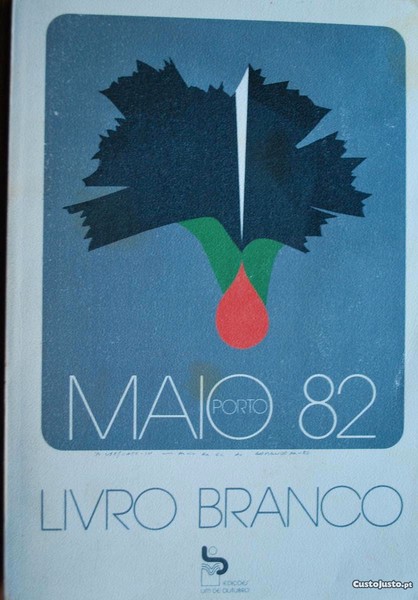 MAIO 82
PORTO
LIVRO BRANCO
EDIÇÕES
UM DE OUTUBRO
CustoJusto.pt